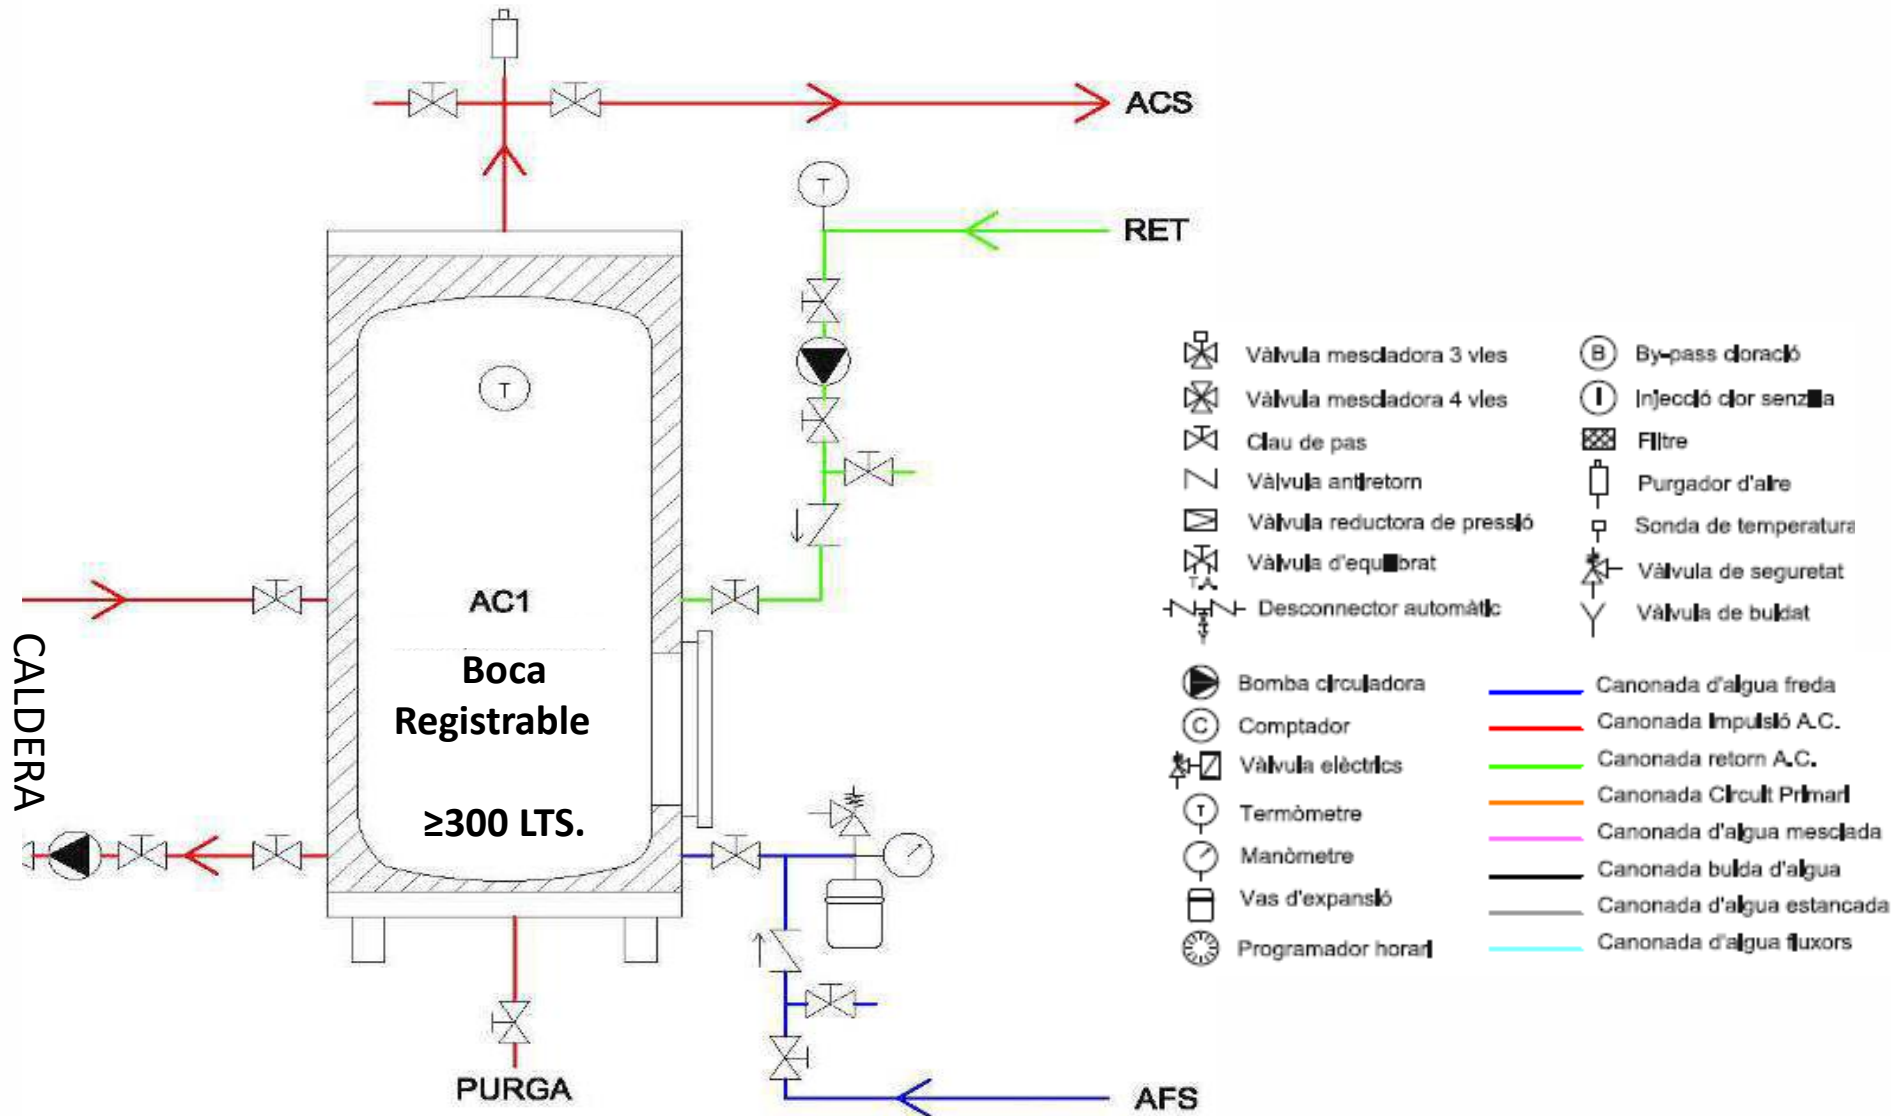 ACS
T
RET
T
AC1
Boca
Registrable
≥300 LTS.
CALDERA
PURGA
AFS
Vàlvula mescladora 3 vies
Vàlvula mescladora 4 vies
Clau de pas
Vàlvula antiretorn
Vàlvula reductora de pressió
Vàlvula d'equilibrat
T.A.
Desconnector automàtic
B By-pass cloració
I Injecció clor senzilla
Filtre
Purgador d'aire
Sonda de temperatura
Vàlvula de seguretat
Vàlvula de buidat
Bomba circuladora
C Comptador
Vàlvula elèctrics
T Termòmetre
Manòmetre
Vas d'expansió
Programador horari
Canonada d'aigua freda
Canonada Impulsió A.C.
Canonada retorn A.C.
Canonada Circuit Primari
Canonada d'aigua mesclada
Canonada buida d'aigua
Canonada d'aigua estancada
Canonada d'aigua fluxors